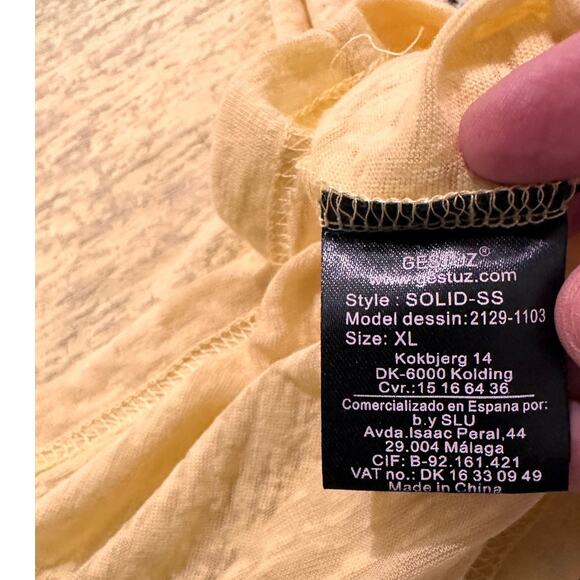 GESTUZ®
www.gestuz.com
Style : SOLID-SS
Model dessin:2129-1103
Size: XL
Kokbjerg 14
DK-6000 Kolding
Cvr.:15 16 64 36
Comercializado en Espana por:
b.y SLU
Avda.Isaac Peral,44
29.004 Málaga
CIF: B-92.161.421
VAT no.: DK 16 33 09 49
Made in China